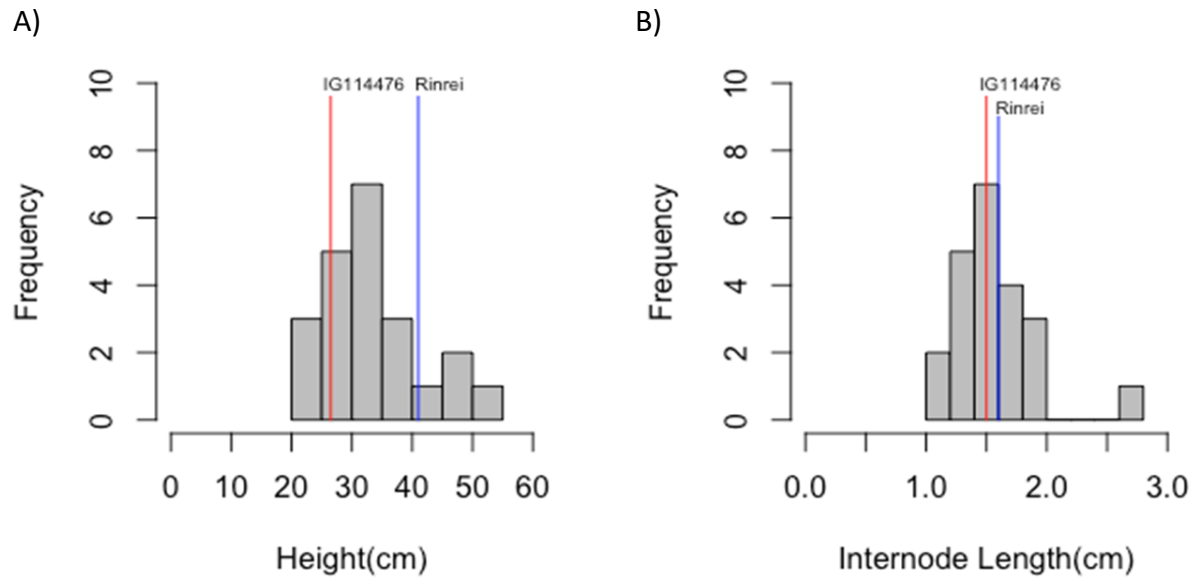 A)
IG114476 Rinrei
10
8
6
4
2
0
Frequency
0 10 20 30 40 50 60
Height(cm)
B)
IG114476
Rinrei
10
8
6
4
2
0
Frequency
0.0 1.0 2.0 3.0
Internode Length(cm)